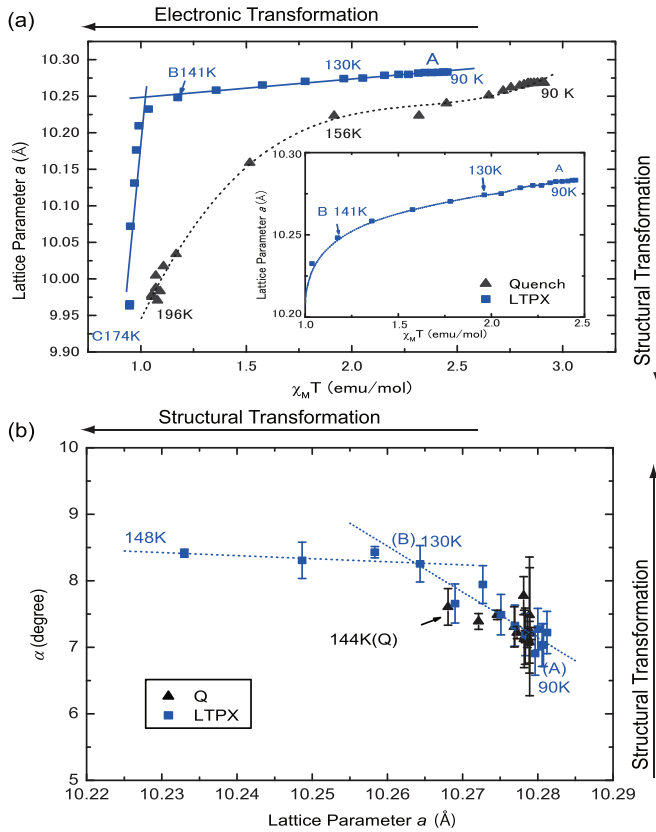 (a)
Electronic Transformation
10.30
10.25
10.20
10.15
10.10
10.05
10.00
9.95
9.90
Lattice Parameter a (Å)
B141K
130K
A
90 K
90 K
156K
196K
C174K
10.30
10.25
10.20
Lattice Parameter a (Å)
A
130K
90K
B 141K
Quench
LTPX
1.0
1.5
2.0
2.5
χMT (emu/mol)
1.0
1.5
2.0
2.5
3.0
χMT (emu/mol)
Structural Transformation
Structural Transformation
(b)
10
9
8
7
6
5
α (degree)
148K
(B) 130K
144K(Q)
(A)
90K
Q
LTPX
10.22
10.23
10.24
10.25
10.26
10.27
10.28
10.29
Lattice Parameter a (Å)
Structural Transformation